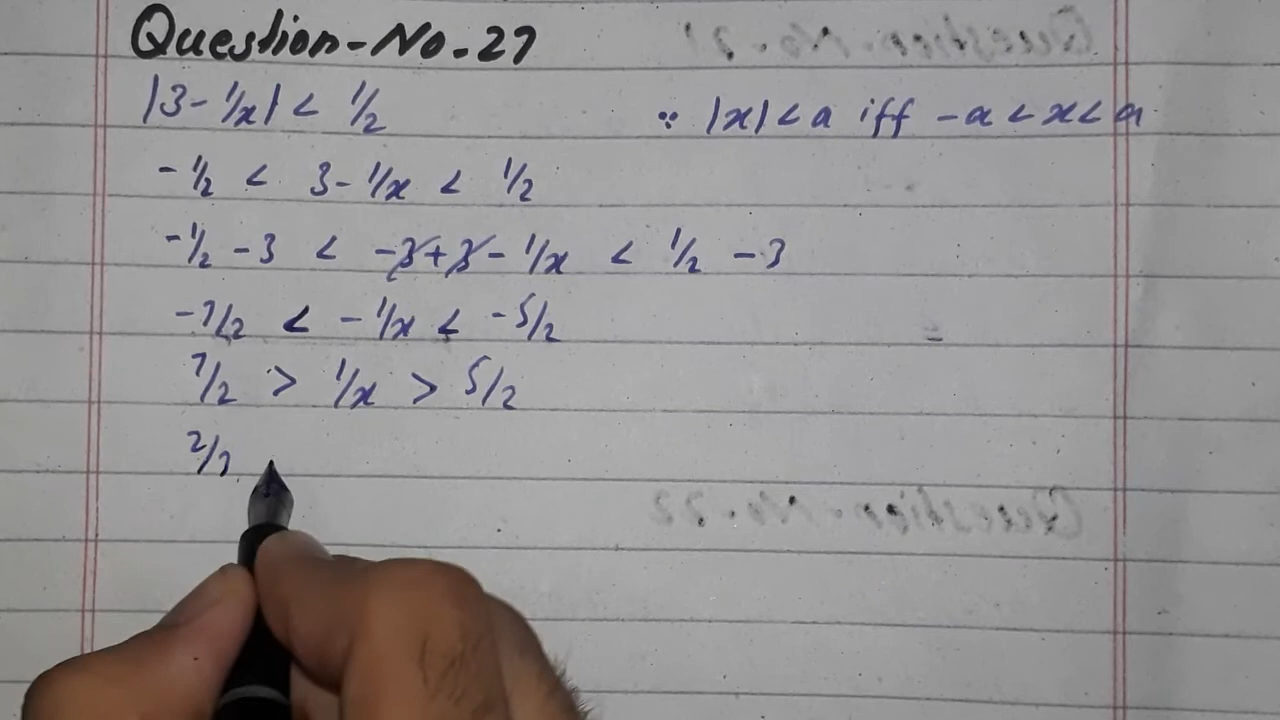 Question-No.27
|3 - 1/x| < 1/2 ∵ |x| < a iff -a < x < a
-1/2 < 3 - 1/x < 1/2
-1/2 - 3 < -3 + 3 - 1/x < 1/2 - 3
-7/2 < -1/x < -5/2
7/2 > 1/x > 5/2
2/7